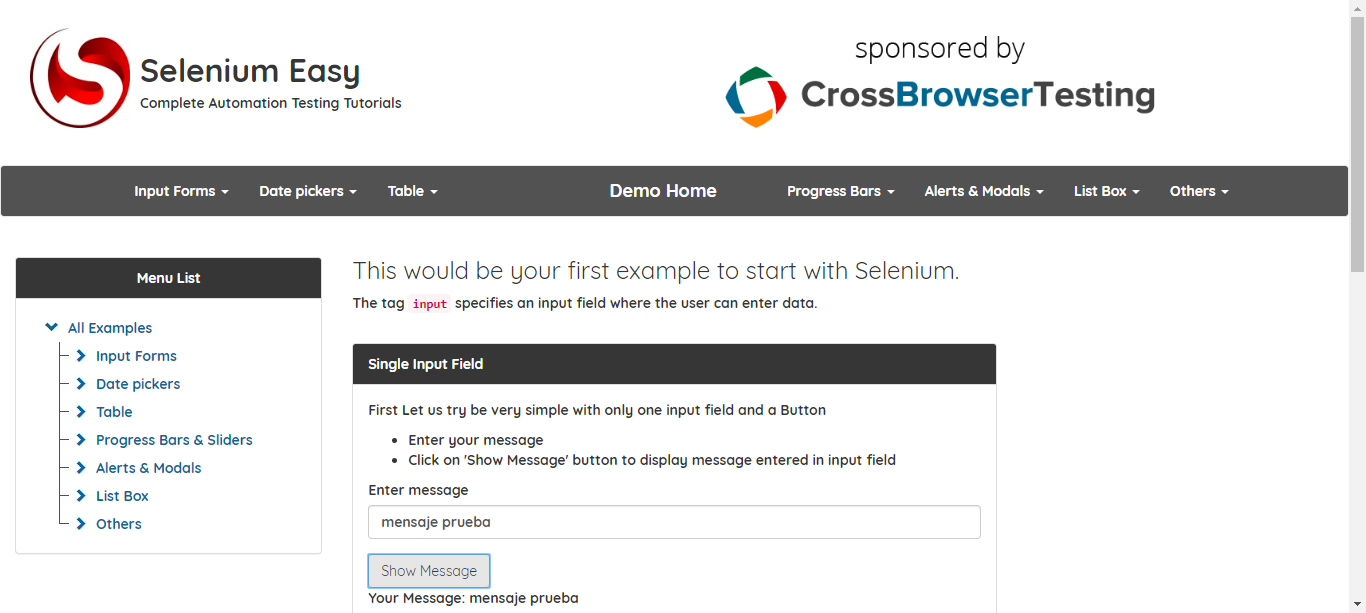 Selenium Easy
Complete Automation Testing Tutorials
sponsored by
CrossBrowserTesting
Input Forms Date pickers Table Demo Home Progress Bars Alerts & Modals List Box Others
Menu List
All Examples
Input Forms
Date pickers
Table
Progress Bars & Sliders
Alerts & Modals
List Box
Others
This would be your first example to start with Selenium.
The tag input specifies an input field where the user can enter data.
Single Input Field
First Let us try be very simple with only one input field and a Button
Enter your message
Click on 'Show Message' button to display message entered in input field
Enter message
mensaje prueba
Show Message
Your Message: mensaje prueba